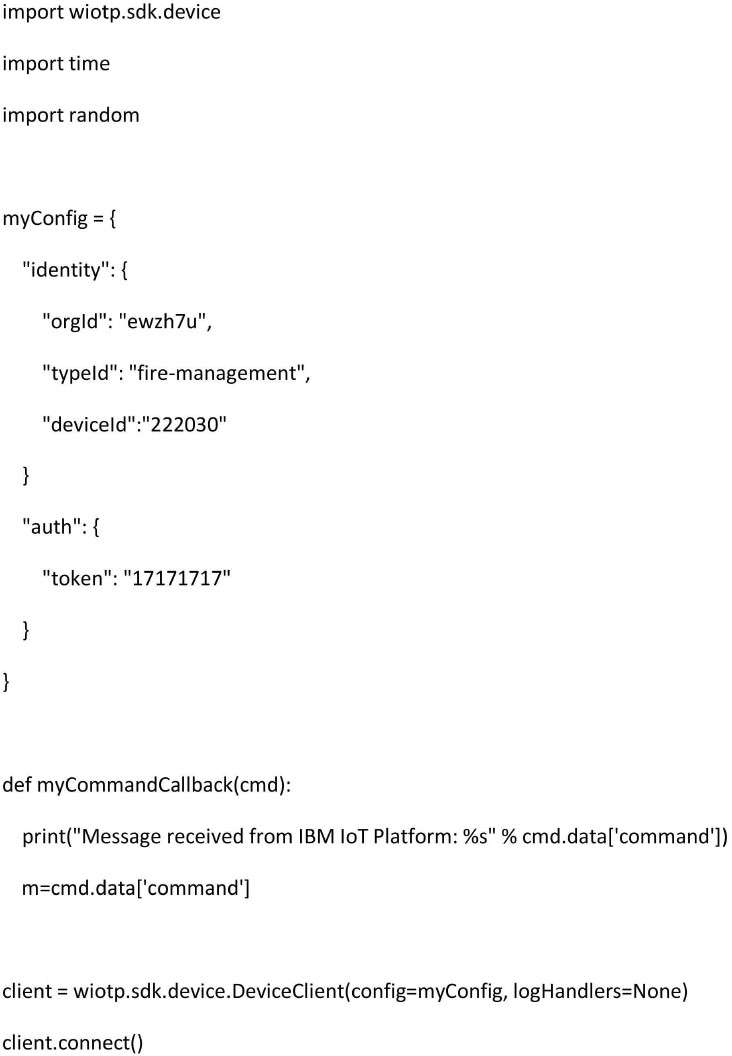 import wiotp.sdk.device
import time
import random
myConfig = {
"identity": {
"orgId": "ewzh7u",
"typeId": "fire-management",
"deviceId":"222030"
}
"auth": {
"token": "17171717"
}
}
def myCommandCallback(cmd):
print("Message received from IBM IoT Platform: %s" % cmd.data['command'])
m=cmd.data['command']
client = wiotp.sdk.device.DeviceClient(config=myConfig, logHandlers=None)
client.connect()